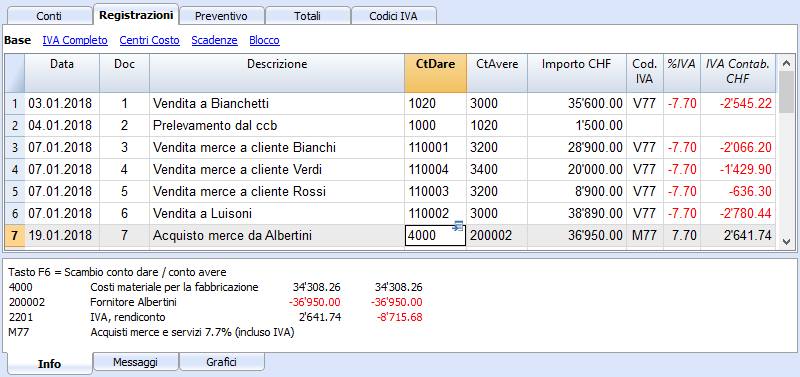 Conti Registrazioni Preventivo Totali Codici IVA
Base IVA Completo Centri Costo Scadenze Blocco
Data Doc Descrizione CtDare CtAvere Importo CHF Cod. IVA %IVA IVA Contab. CHF
1 03.01.2018 1 Vendita a Bianchetti 1020 3000 35'600.00 V77 -7.70 -2'545.22
2 04.01.2018 2 Prelevamento dal ccb 1000 1020 1'500.00
3 07.01.2018 3 Vendita merce a cliente Bianchi 110001 3200 28'900.00 V77 -7.70 -2'066.20
4 07.01.2018 4 Vendita merce a cliente Verdi 110004 3400 20'000.00 V77 -7.70 -1'429.90
5 07.01.2018 5 Vendita merce a cliente Rossi 110003 3200 8'900.00 V77 -7.70 -636.30
6 07.01.2018 6 Vendita a Luisoni 110002 3000 38'890.00 V77 -7.70 -2'780.44
7 19.01.2018 7 Acquisto merce da Albertini 4000 200002 36'950.00 M77 7.70 2'641.74
Tasto F6 = Scambio conto dare / conto avere
4000 Costi materiale per la fabbricazione 34'308.26 34'308.26
200002 Fornitore Albertini -36'950.00 -36'950.00
2201 IVA, rendiconto 2'641.74 -8'715.68
M77 Acquisti merce e servizi 7.7% (incluso IVA)
Info Messaggi Grafici